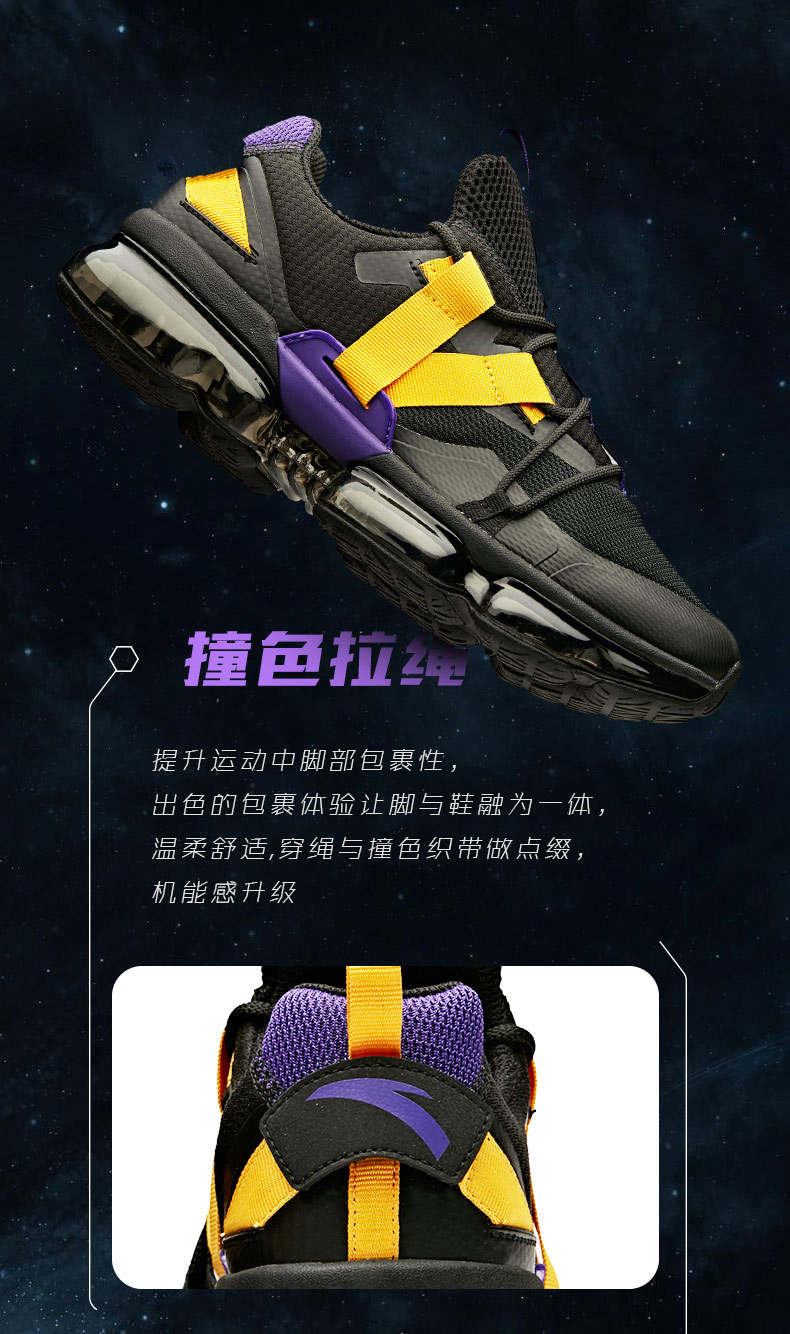 撞色拉绳
提升运动中脚部包裹性，
出色的包裹体验让脚与鞋融为一体，
温柔舒适,穿绳与撞色织带做点缀，
机能感升级